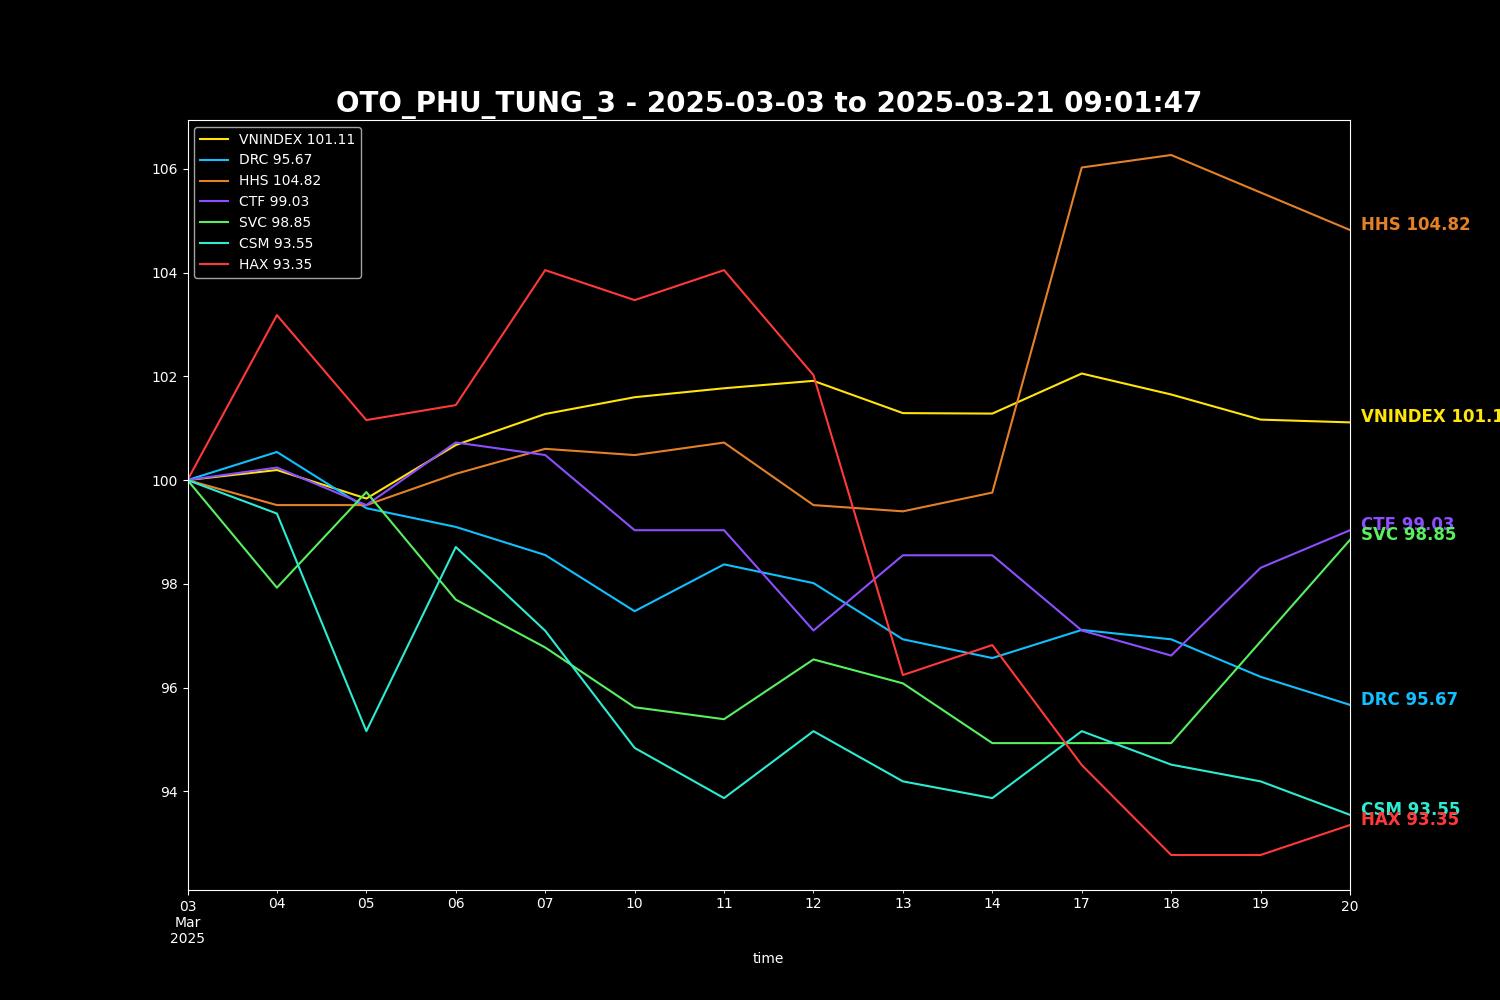 OTO_PHU_TUNG_3 - 2025-03-03 to 2025-03-21 09:01:47
VNINDEX 101.11
DRC 95.67
HHS 104.82
CTF 99.03
SVC 98.85
CSM 93.55
HAX 93.35
106
104
102
100
98
96
94
HHS 104.82
VNINDEX 101.1
CTF 99.03
SVC 98.85
DRC 95.67
CSM 93.55
HAX 93.35
03 04 05 06 07 10 11 12 13 14 17 18 19 20
Mar
2025
time